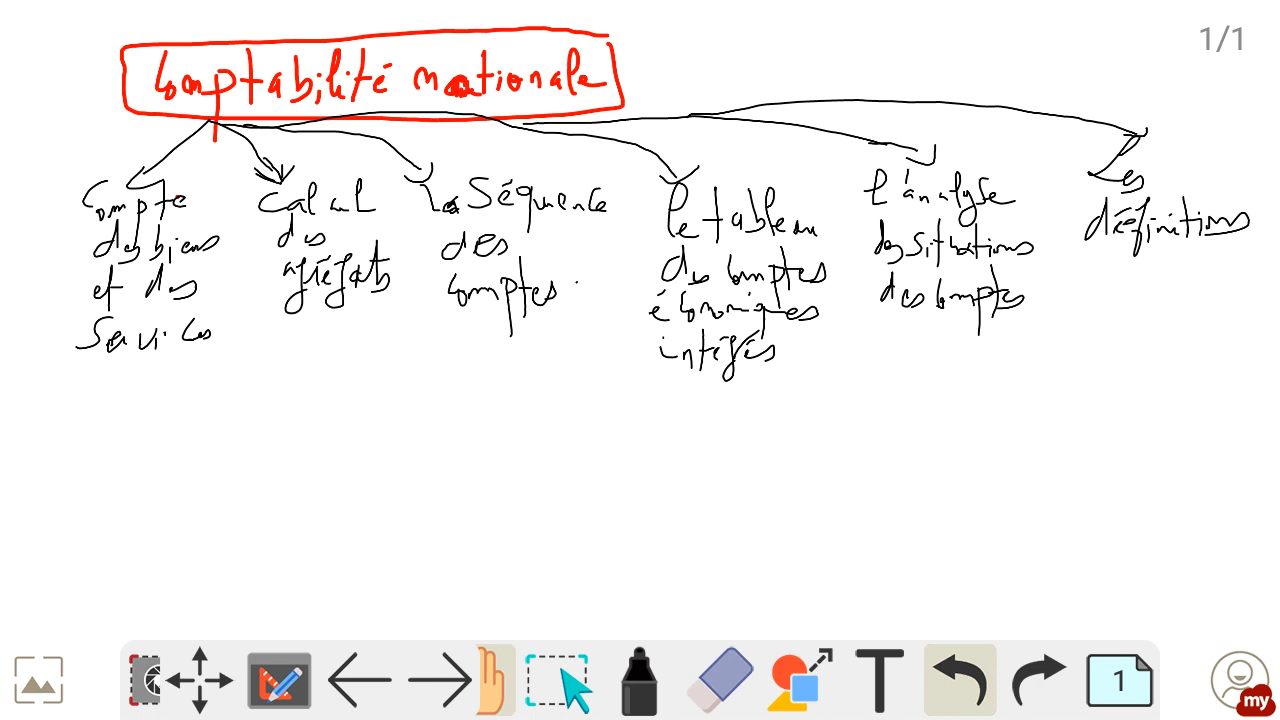 1/1
Comptabilité nationale
Compte
des biens
et des
Services
Calcul
des
agrégats
La Séquence
des
Comptes
Le tableau
des comptes
économiques
intégrés
L'analyse
des Situations
des Comptes
Les
définitions
T
1
my